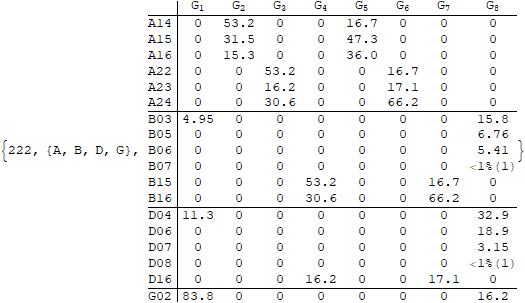 G1 G2 G3 G4 G5 G6 G7 G8
A14 0 53.2 0 0 16.7 0 0 0
A15 0 31.5 0 0 47.3 0 0 0
A16 0 15.3 0 0 36.0 0 0 0
A22 0 0 53.2 0 0 16.7 0 0
A23 0 0 16.2 0 0 17.1 0 0
A24 0 0 30.6 0 0 66.2 0 0
B03 4.95 0 0 0 0 0 0 15.8
B05 0 0 0 0 0 0 0 6.76
{222, {A, B, D, G}, B06 0 0 0 0 0 0 0 5.41 }
B07 0 0 0 0 0 0 0 <1%(1)
B15 0 0 0 53.2 0 0 16.7 0
B16 0 0 0 30.6 0 0 66.2 0
D04 11.3 0 0 0 0 0 0 32.9
D06 0 0 0 0 0 0 0 18.9
D07 0 0 0 0 0 0 0 3.15
D08 0 0 0 0 0 0 0 <1%(1)
D16 0 0 0 16.2 0 0 17.1 0
G02 83.8 0 0 0 0 0 0 16.2